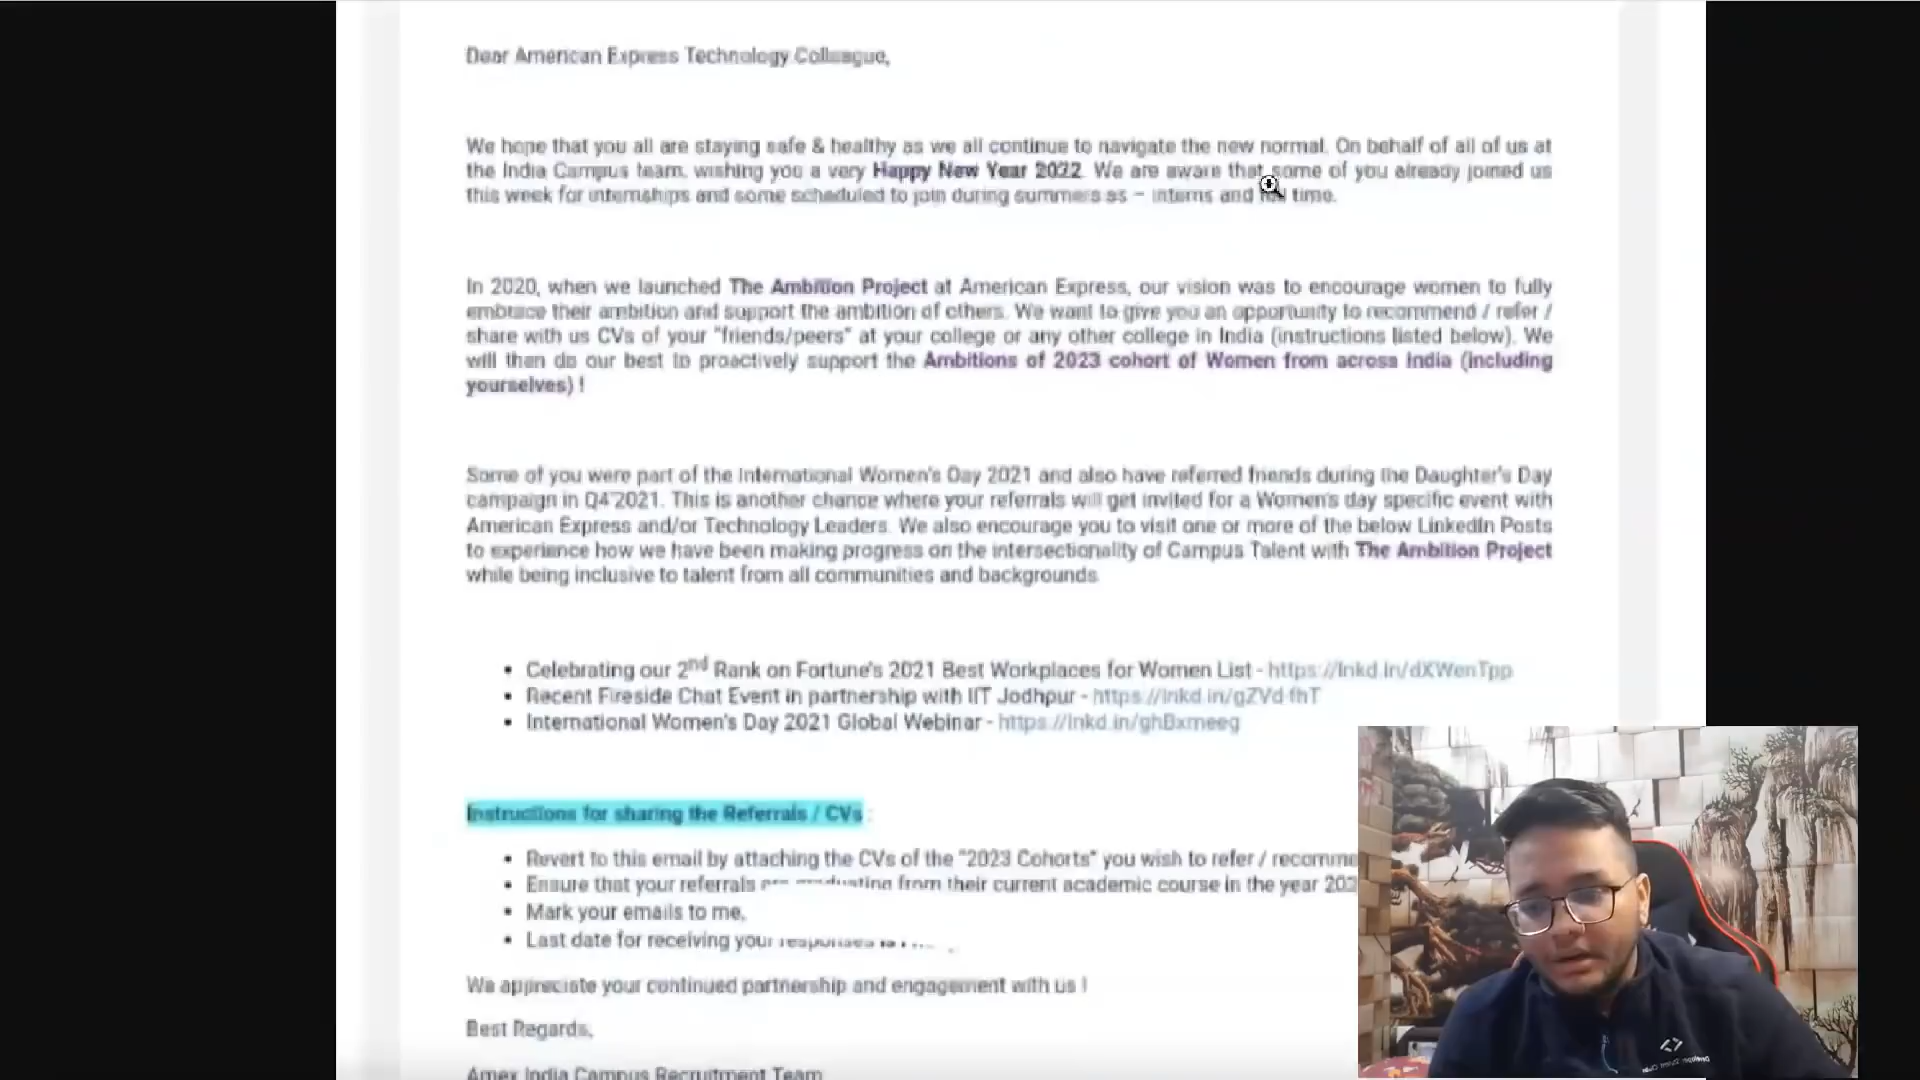 Dear American Express Technology Colleague,
We hope that you all are staying safe & healthy as we all continue to navigate the new normal. On behalf of all of us at
the India Campus team, wishing you a very Happy New Year 2022. We are aware that some of you already joined us
this week for internships and some scheduled to join during summers as – interns and full time.
In 2020, when we launched The Ambition Project at American Express, our vision was to encourage women to fully
embrace their ambition and support the ambition of others. We want to give you an opportunity to recommend / refer /
share with us CVs of your "friends/peers" at your college or any other college in India (instructions listed below). We
will then do our best to proactively support the Ambitions of 2023 cohort of Women from across India (including
yourselves) !
Some of you were part of the International Women's Day 2021 and also have referred friends during the Daughter's Day
campaign in Q4'2021. This is another chance where your referrals will get invited for a Women's day specific event with
American Express and/or Technology Leaders. We also encourage you to visit one or more of the below LinkedIn Posts
to experience how we have been making progress on the intersectionality of Campus Talent with The Ambition Project
while being inclusive to talent from all communities and backgrounds.
• Celebrating our 2nd Rank on Fortune's 2021 Best Workplaces for Women List - https://lnkd.in/dXWenTpp
• Recent Fireside Chat Event in partnership with IIT Jodhpur - https://lnkd.in/gZVd-fhT
• International Women's Day 2021 Global Webinar - https://lnkd.in/ghBxmeeg
Instructions for sharing the Referrals / CVs :
• Revert to this email by attaching the CVs of the "2023 Cohorts" you wish to refer / recomme
• Ensure that your referrals are graduating from their current academic course in the year 202
• Mark your emails to me,
• Last date for receiving your responses is
We appreciate your continued partnership and engagement with us !
Best Regards,
Amex India Campus Recruitment Team